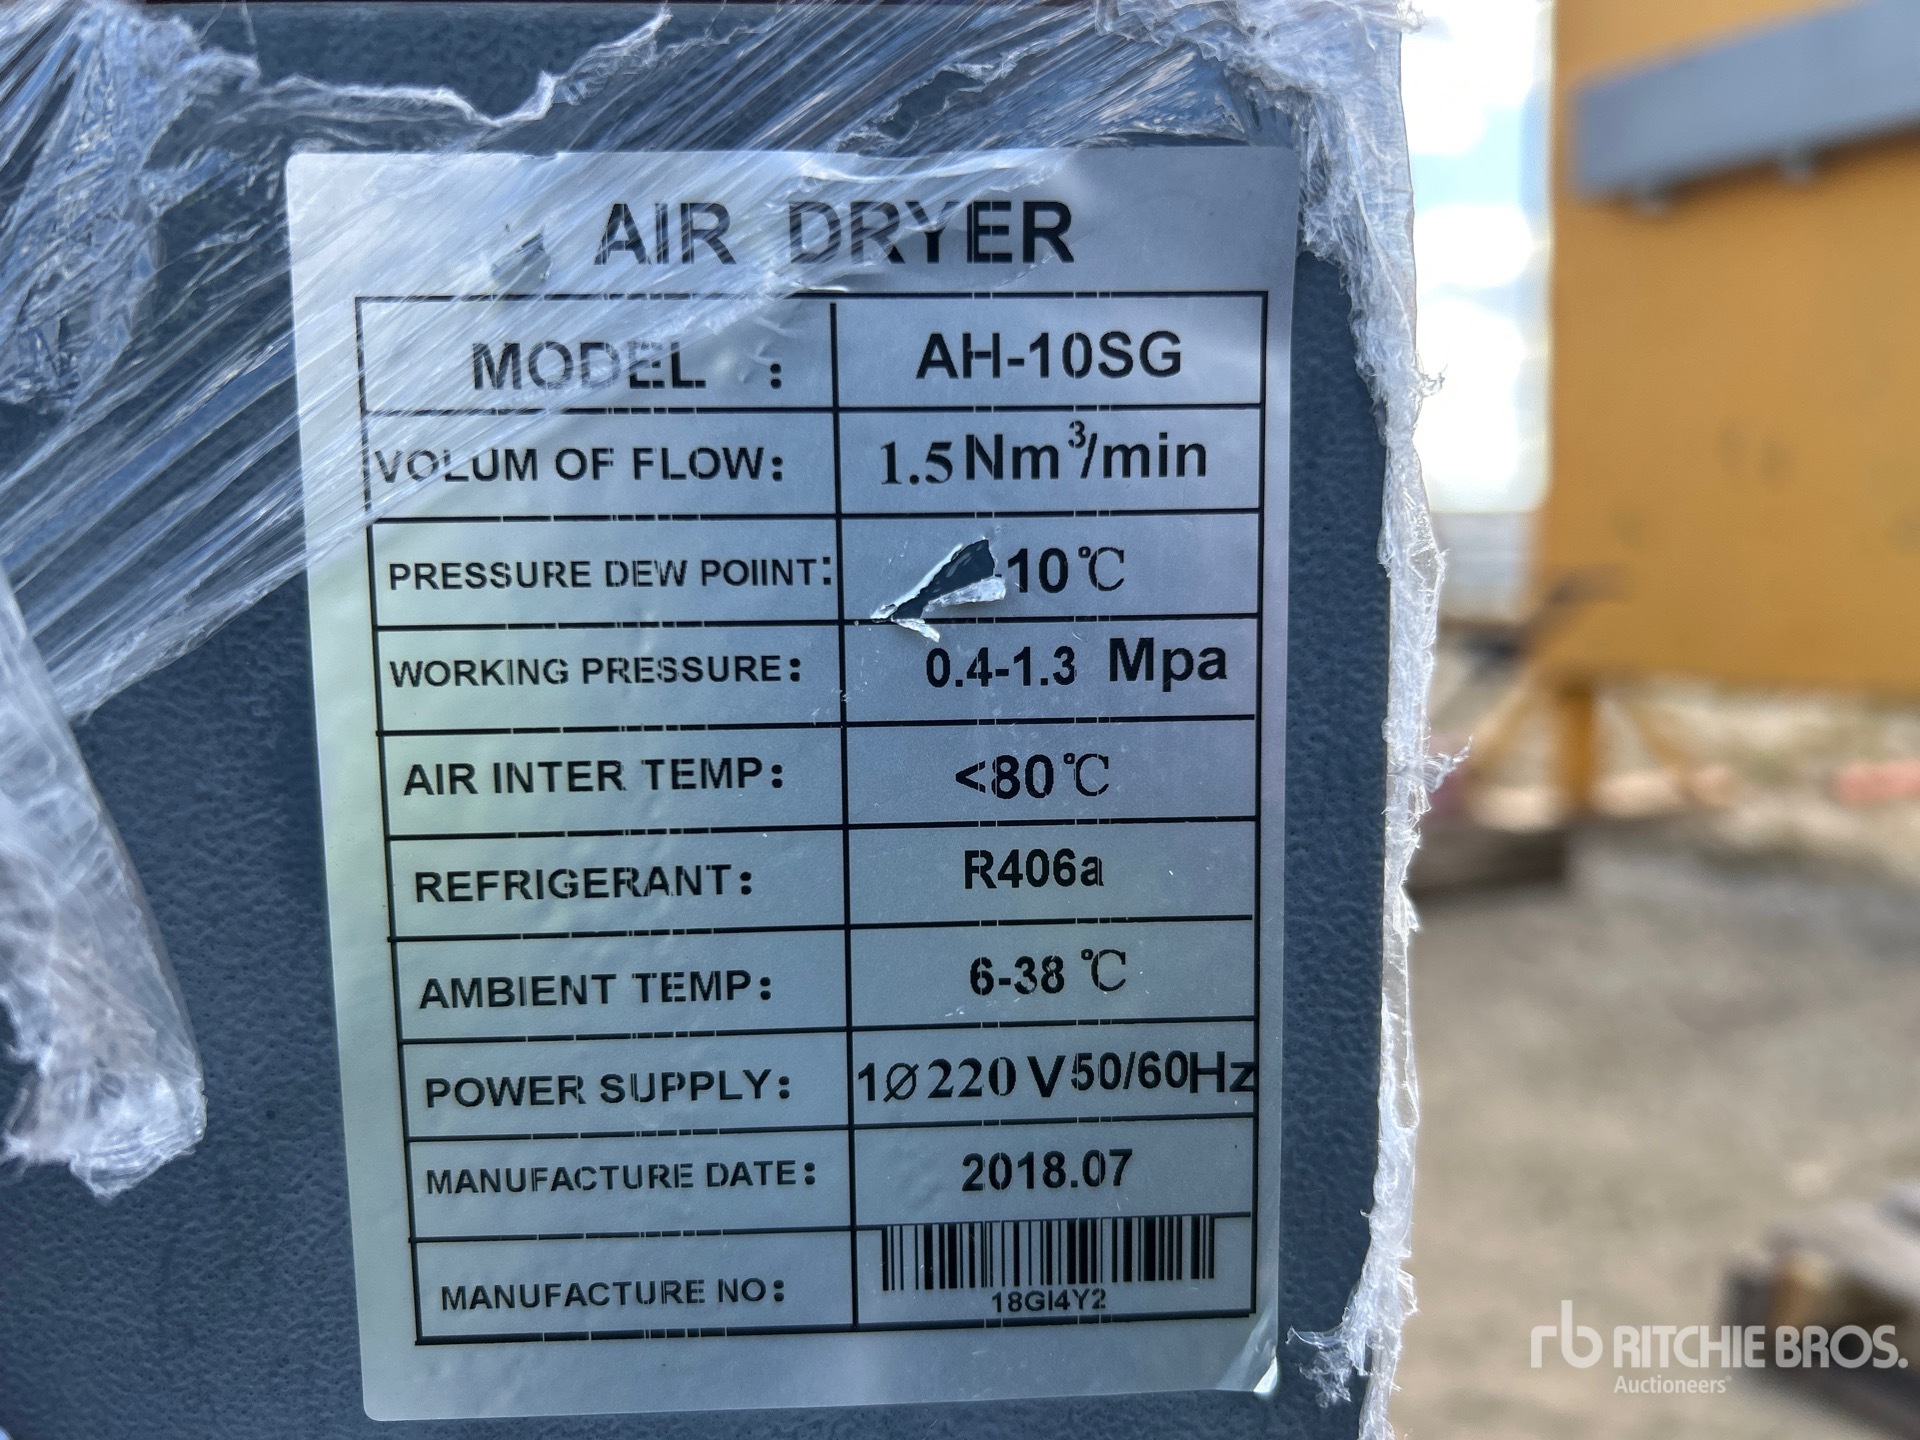 AIR DRYER
MODEL : AH-10SG
VOLUM OF FLOW: 1.5Nm³/min
PRESSURE DEW POIINT: -10℃
WORKING PRESSURE: 0.4-1.3 Mpa
AIR INTER TEMP: <80℃
REFRIGERANT: R406a
AMBIENT TEMP: 6-38 ℃
POWER SUPPLY: 1Ø220V50/60Hz
MANUFACTURE DATE: 2018.07
MANUFACTURE NO: 18GI4Y2
rb RITCHIE BROS.
Auctioneers